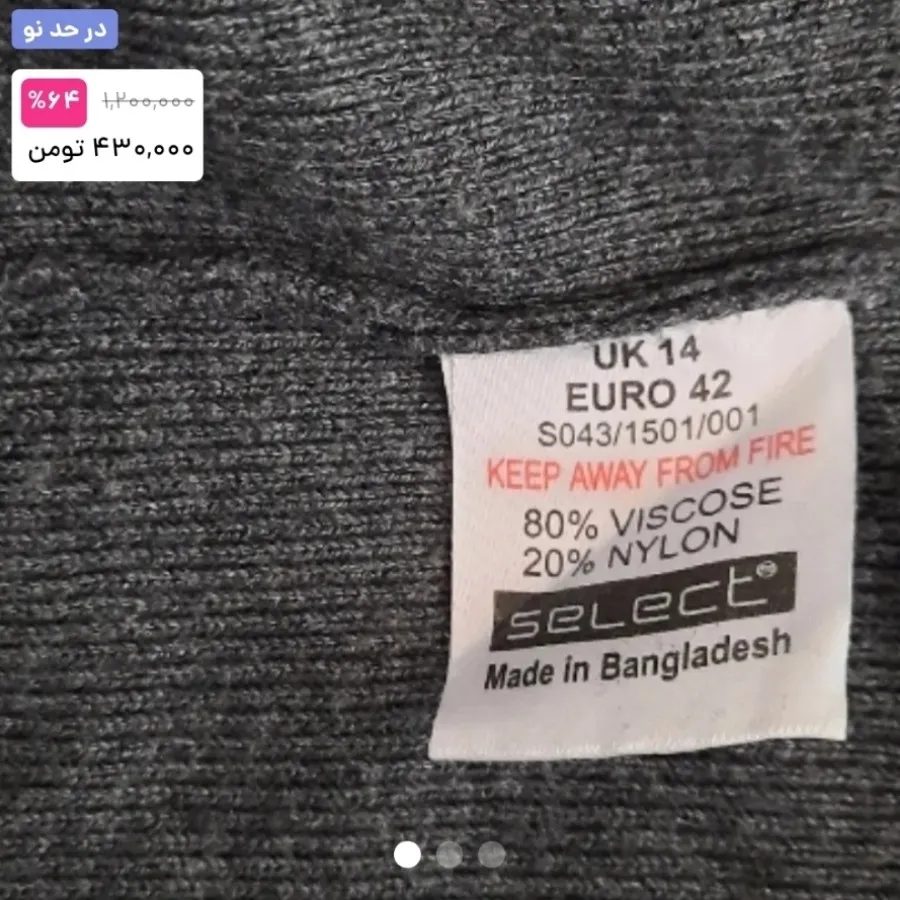 در حد نو
۱,۲۰۰,۰۰۰ ۶۴%
۴۳۰,۰۰۰ تومن
UK 14
EURO 42
S043/1501/001
KEEP AWAY FROM FIRE
80% VISCOSE
20% NYLON
select
Made in Bangladesh